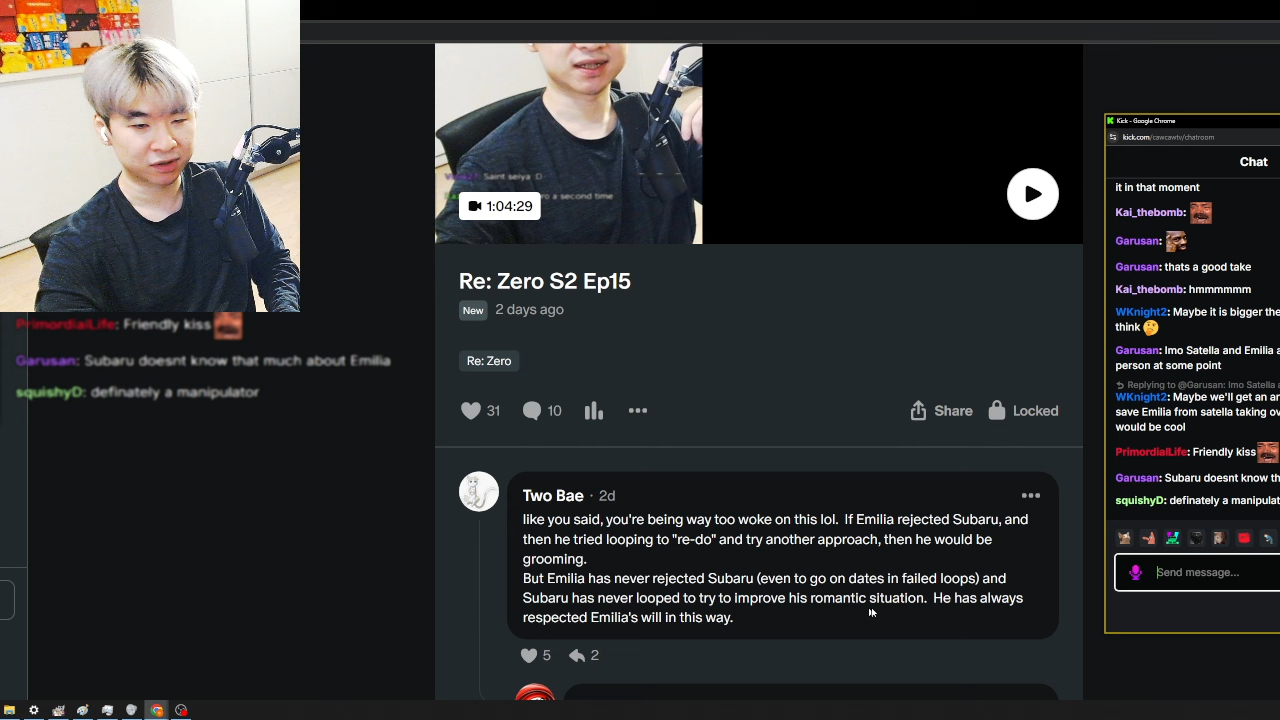 PrimordialLife: Friendly kiss
Garusan: Subaru doesnt know that much about Emilia
squishyD: definately a manipulator
Saint seiya :D
o a second time
1:04:29
Re: Zero S2 Ep15
New 2 days ago
Re: Zero
31 10 Share Locked
Two Bae · 2d
like you said, you're being way too woke on this lol. If Emilia rejected Subaru, and
then he tried looping to "re-do" and try another approach, then he would be
grooming.
But Emilia has never rejected Subaru (even to go on dates in failed loops) and
Subaru has never looped to try to improve his romantic situation. He has always
respected Emilia's will in this way.
5 2
Kick - Google Chrome
kick.com/cawcawtv/chatroom
Chat
it in that moment
Kai_thebomb:
Garusan:
Garusan: thats a good take
Kai_thebomb: hmmmmmm
WKnight2: Maybe it is bigger the
think
Garusan: Imo Satella and Emilia a
person at some point
Replying to @Garusan: Imo Satella a
WKnight2: Maybe we'll get an ar
save Emilia from satella taking ov
would be cool
PrimordialLife: Friendly kiss
Garusan: Subaru doesnt know th
squishyD: definately a manipulat
Send message...